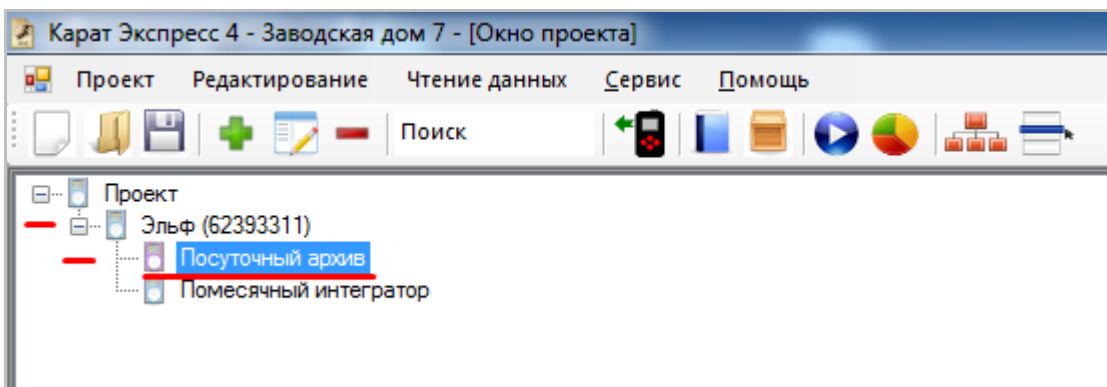 Карат Экспресс 4 - Заводская дом 7 - [Окно проекта]
Проект Редактирование Чтение данных Сервис Помощь
Поиск
Проект
Эльф (62393311)
Посуточный архив
Помесячный интегратор